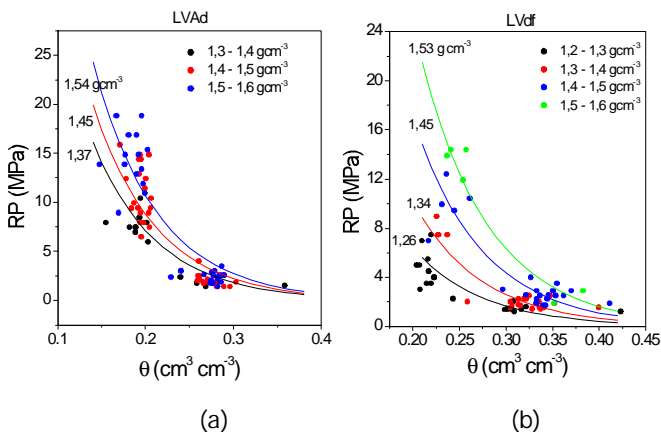 (a)
LVAd
1,3 - 1,4 gcm-3
1,4 - 1,5 gcm-3
1,5 - 1,6 gcm-3
1,54 gcm-3
1,45
1,37
RP (MPa)
25
20
15
10
5
0
0.1
0.2
0.3
0.4
θ (cm3 cm-3)
(a)
(b)
LVdf
1,2 - 1,3 gcm-3
1,3 - 1,4 gcm-3
1,4 - 1,5 gcm-3
1,5 - 1,6 gcm-3
1,53 g cm-3
1,45
1,34
1,26
RP (MPa)
24
20
16
12
8
4
0
0.20
0.25
0.30
0.35
0.40
0.45
θ (cm3 cm-3)
(b)